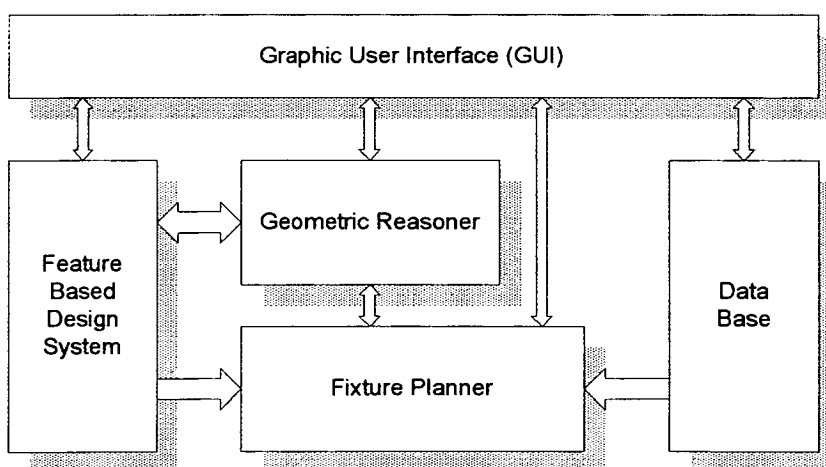 Graphic User Interface (GUI)
Geometric Reasoner
Feature
Based
Design
System
Data
Base
Fixture Planner